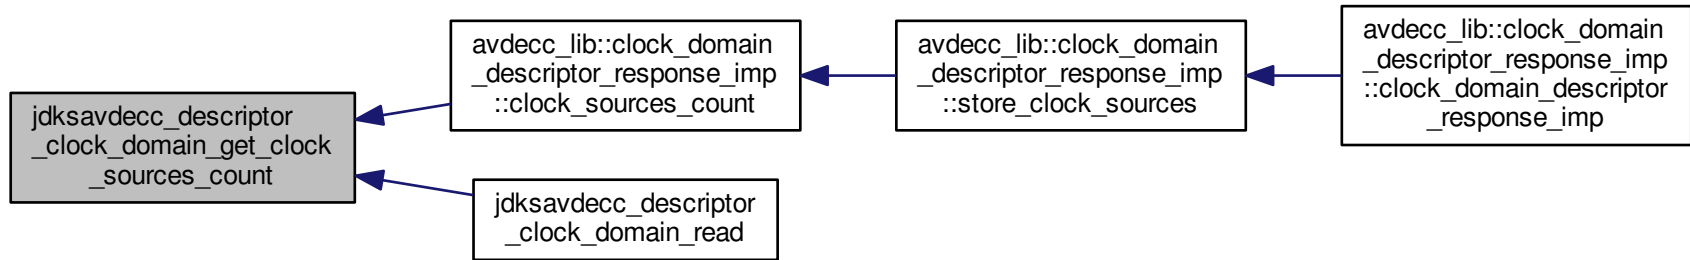 jdksavdecc_descriptor
_clock_domain_get_clock
_sources_count
avdecc_lib::clock_domain
_descriptor_response_imp
::clock_sources_count
avdecc_lib::clock_domain
_descriptor_response_imp
::store_clock_sources
avdecc_lib::clock_domain
_descriptor_response_imp
::clock_domain_descriptor
_response_imp
jdksavdecc_descriptor
_clock_domain_read